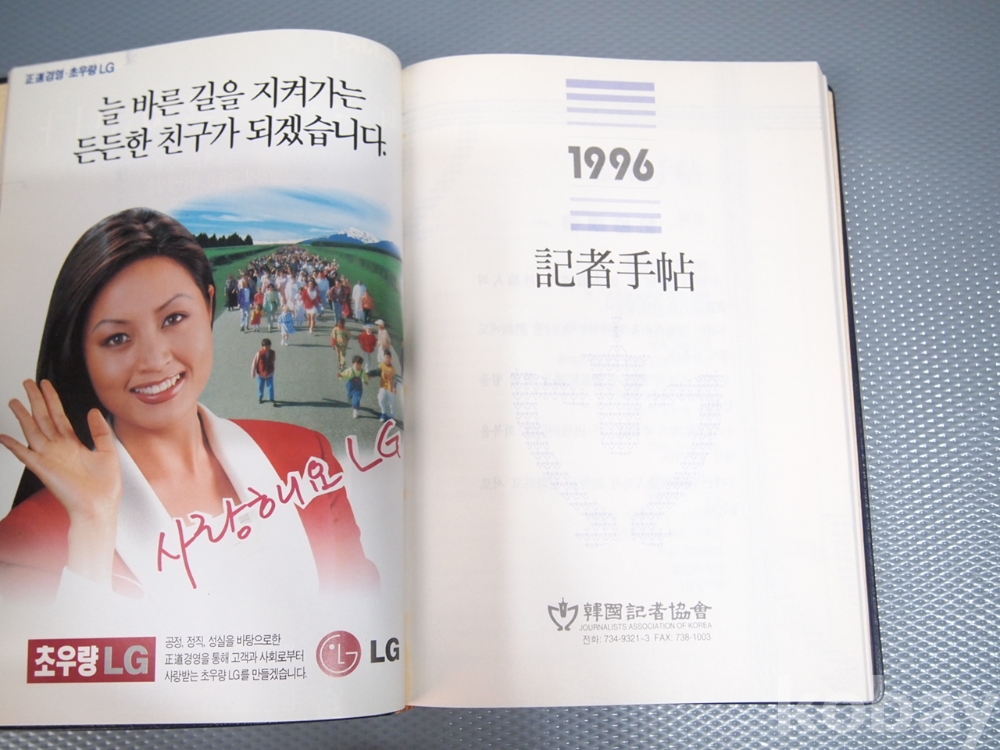 正道경영·초우량 LG
늘 바른 길을 지켜가는
든든한 친구가 되겠습니다.
사랑해요 LG
초우량 LG
공정, 정직, 성실을 바탕으로한
正道경영을 통해 고객과 사회로부터
사랑받는 초우량 LG를 만들겠습니다.
LG
1996
記者手帖
韓國記者協會
JOURNALISTS ASSOCIATION OF KOREA
전화: 734-9321~3 FAX: 738-1003
kobay